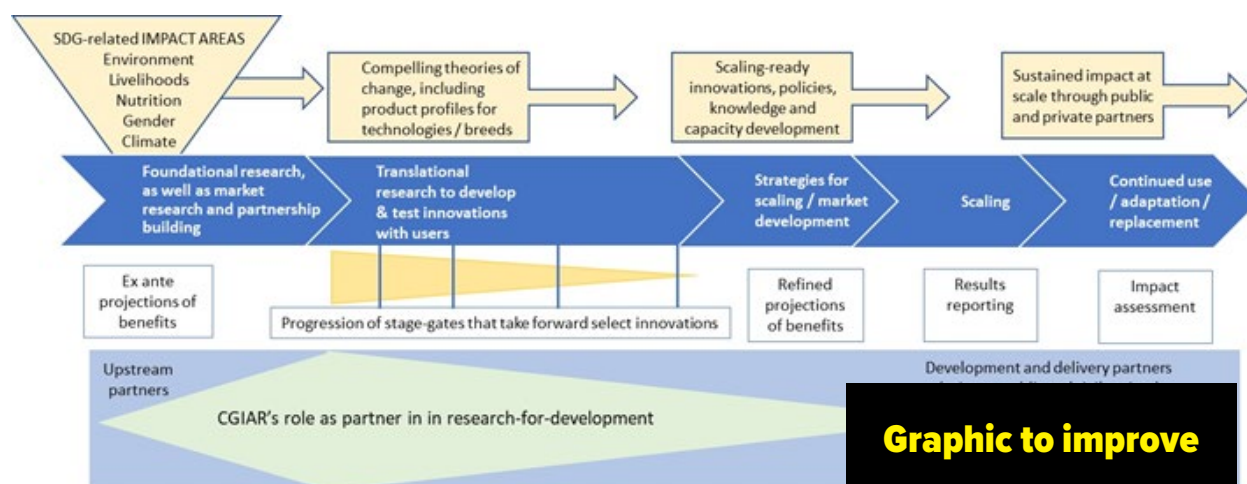 SDG-related IMPACT AREAS
Environment
Livelihoods
Nutrition
Gender
Climate
Compelling theories of
change, including
product profiles for
technologies / breeds
Scaling-ready
innovations, policies,
knowledge and
capacity development
Sustained impact at
scale through public
and private partners
Foundational research,
as well as market
research and partnership
building
Translational
research to develop
& test innovations
with users
Strategies for
scaling / market
development
Scaling
Continued use
/ adaptation /
replacement
Ex ante
projections of
benefits
Progression of stage-gates that take forward select innovations
Refined
projections
of benefits
Results
reporting
Impact
assessment
Upstream
partners
CGIAR's role as partner in in research-for-development
Development and delivery partners
Graphic to improve